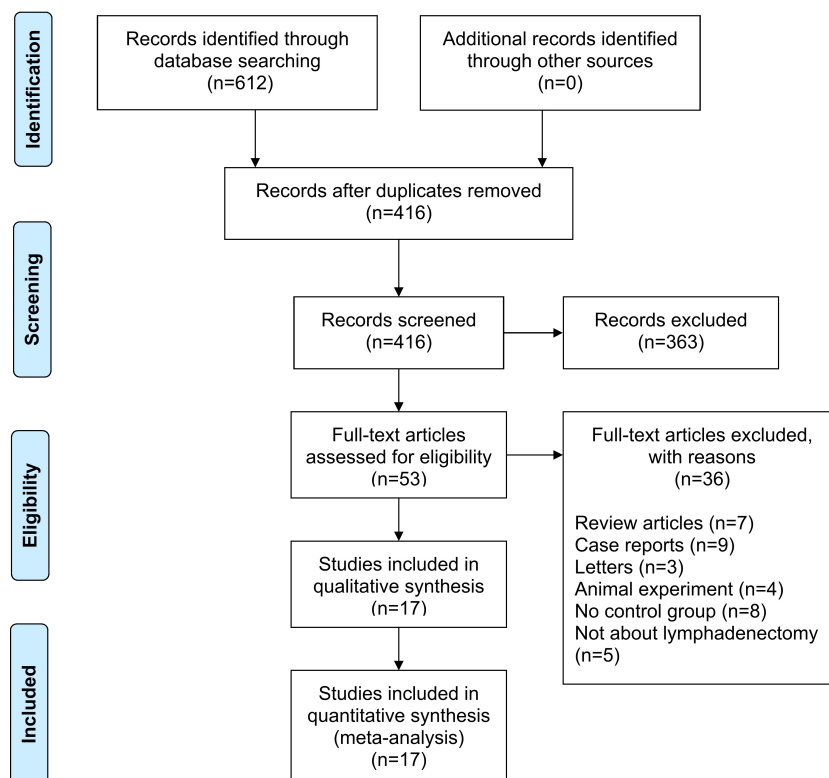 Identification
Records identified through
database searching
(n=612)
Additional records identified
through other sources
(n=0)
Records after duplicates removed
(n=416)
Screening
Records screened
(n=416)
Records excluded
(n=363)
Eligibility
Full-text articles
assessed for eligibility
(n=53)
Full-text articles excluded,
with reasons
(n=36)
Review articles (n=7)
Case reports (n=9)
Letters (n=3)
Animal experiment (n=4)
No control group (n=8)
Not about lymphadenectomy
(n=5)
Studies included in
qualitative synthesis
(n=17)
Included
Studies included in
quantitative synthesis
(meta-analysis)
(n=17)